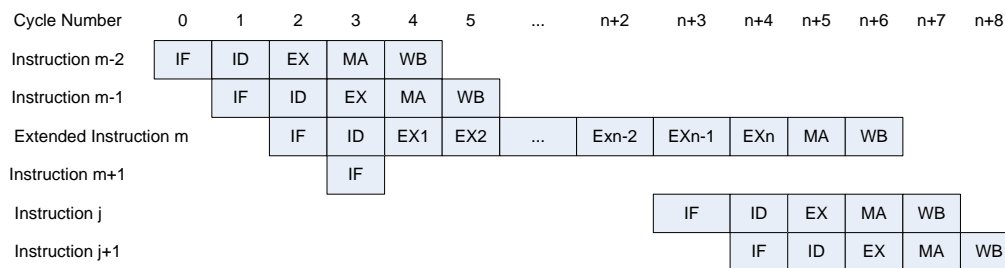 Cycle Number 0 1 2 3 4 5 ... n+2 n+3 n+4 n+5 n+6 n+7 n+8
Instruction m-2 IF ID EX MA WB
Instruction m-1 IF ID EX MA WB
Extended Instruction m IF ID EX1 EX2 ... Exn-2 EXn-1 EXn MA WB
Instruction m+1 IF
Instruction j IF ID EX MA WB
Instruction j+1 IF ID EX MA WB